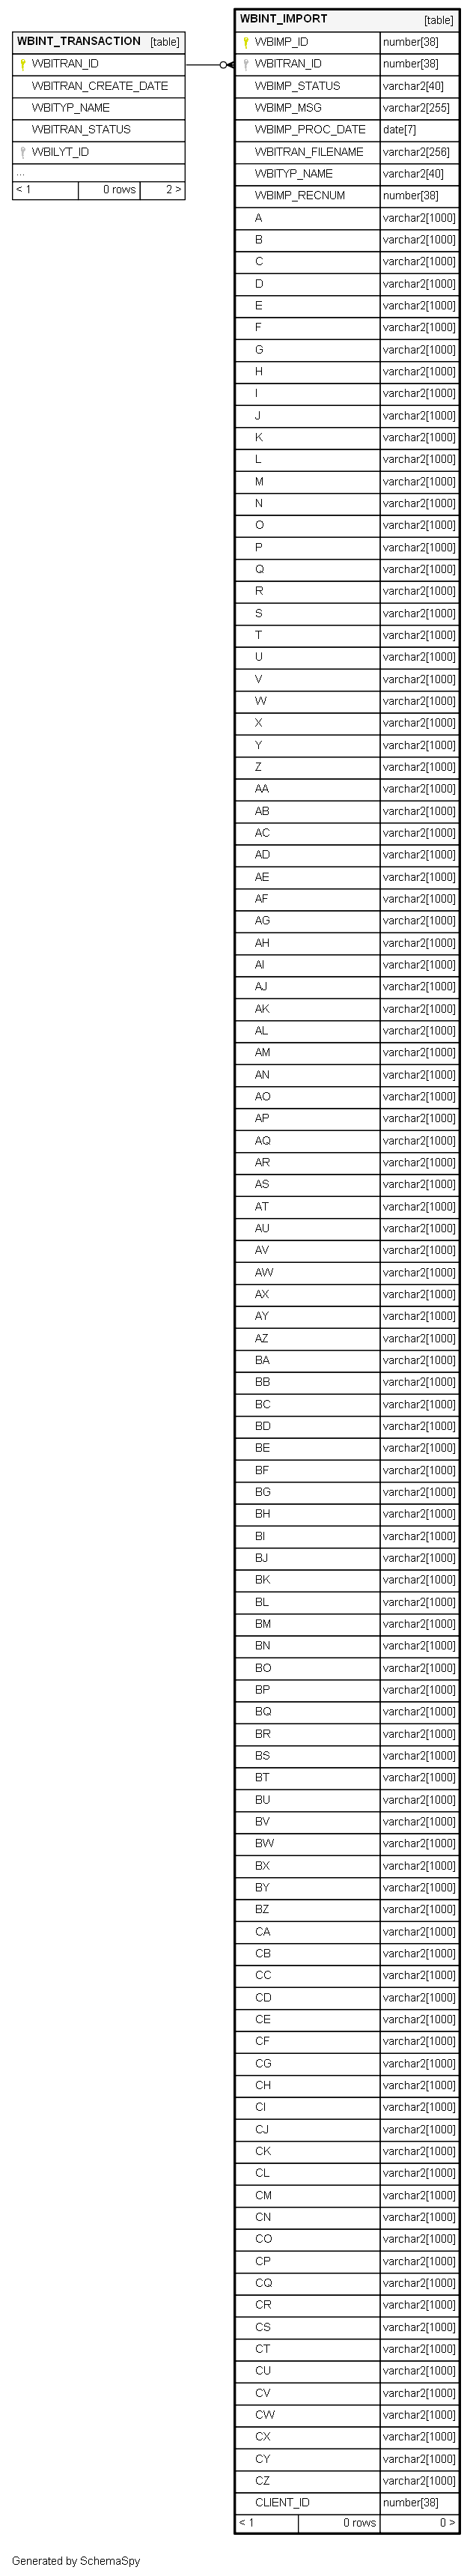 WBINT_TRANSACTION [table]
WBITRAN_ID
WBITRAN_CREATE_DATE
WBITYP_NAME
WBITRAN_STATUS
WBILYT_ID
...
< 1 0 rows 2 >
WBINT_IMPORT [table]
WBIMP_ID number[38]
WBITRAN_ID number[38]
WBIMP_STATUS varchar2[40]
WBIMP_MSG varchar2[255]
WBIMP_PROC_DATE date[7]
WBITRAN_FILENAME varchar2[256]
WBITYP_NAME varchar2[40]
WBIMP_RECNUM number[38]
A varchar2[1000]
B varchar2[1000]
C varchar2[1000]
D varchar2[1000]
E varchar2[1000]
F varchar2[1000]
G varchar2[1000]
H varchar2[1000]
I varchar2[1000]
J varchar2[1000]
K varchar2[1000]
L varchar2[1000]
M varchar2[1000]
N varchar2[1000]
O varchar2[1000]
P varchar2[1000]
Q varchar2[1000]
R varchar2[1000]
S varchar2[1000]
T varchar2[1000]
U varchar2[1000]
V varchar2[1000]
W varchar2[1000]
X varchar2[1000]
Y varchar2[1000]
Z varchar2[1000]
AA varchar2[1000]
AB varchar2[1000]
AC varchar2[1000]
AD varchar2[1000]
AE varchar2[1000]
AF varchar2[1000]
AG varchar2[1000]
AH varchar2[1000]
AI varchar2[1000]
AJ varchar2[1000]
AK varchar2[1000]
AL varchar2[1000]
AM varchar2[1000]
AN varchar2[1000]
AO varchar2[1000]
AP varchar2[1000]
AQ varchar2[1000]
AR varchar2[1000]
AS varchar2[1000]
AT varchar2[1000]
AU varchar2[1000]
AV varchar2[1000]
AW varchar2[1000]
AX varchar2[1000]
AY varchar2[1000]
AZ varchar2[1000]
BA varchar2[1000]
BB varchar2[1000]
BC varchar2[1000]
BD varchar2[1000]
BE varchar2[1000]
BF varchar2[1000]
BG varchar2[1000]
BH varchar2[1000]
BI varchar2[1000]
BJ varchar2[1000]
BK varchar2[1000]
BL varchar2[1000]
BM varchar2[1000]
BN varchar2[1000]
BO varchar2[1000]
BP varchar2[1000]
BQ varchar2[1000]
BR varchar2[1000]
BS varchar2[1000]
BT varchar2[1000]
BU varchar2[1000]
BV varchar2[1000]
BW varchar2[1000]
BX varchar2[1000]
BY varchar2[1000]
BZ varchar2[1000]
CA varchar2[1000]
CB varchar2[1000]
CC varchar2[1000]
CD varchar2[1000]
CE varchar2[1000]
CF varchar2[1000]
CG varchar2[1000]
CH varchar2[1000]
CI varchar2[1000]
CJ varchar2[1000]
CK varchar2[1000]
CL varchar2[1000]
CM varchar2[1000]
CN varchar2[1000]
CO varchar2[1000]
CP varchar2[1000]
CQ varchar2[1000]
CR varchar2[1000]
CS varchar2[1000]
CT varchar2[1000]
CU varchar2[1000]
CV varchar2[1000]
CW varchar2[1000]
CX varchar2[1000]
CY varchar2[1000]
CZ varchar2[1000]
CLIENT_ID number[38]
< 1 0 rows 0 >
Generated by SchemaSpy